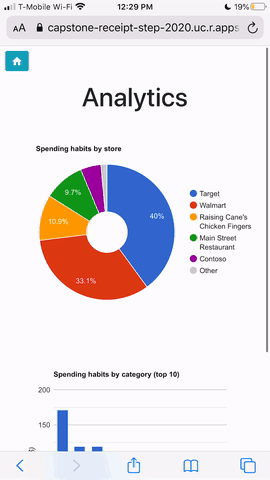 T-Mobile Wi-Fi 12:29 PM 19%
AA capstone-receipt-step-2020.uc.r.apps
Analytics
Spending habits by store
40%
33.1%
10.9%
9.7%
Target
Walmart
Raising Cane's
Chicken Fingers
Main Street
Restaurant
Contoso
Other
Spending habits by category (top 10)
200
150